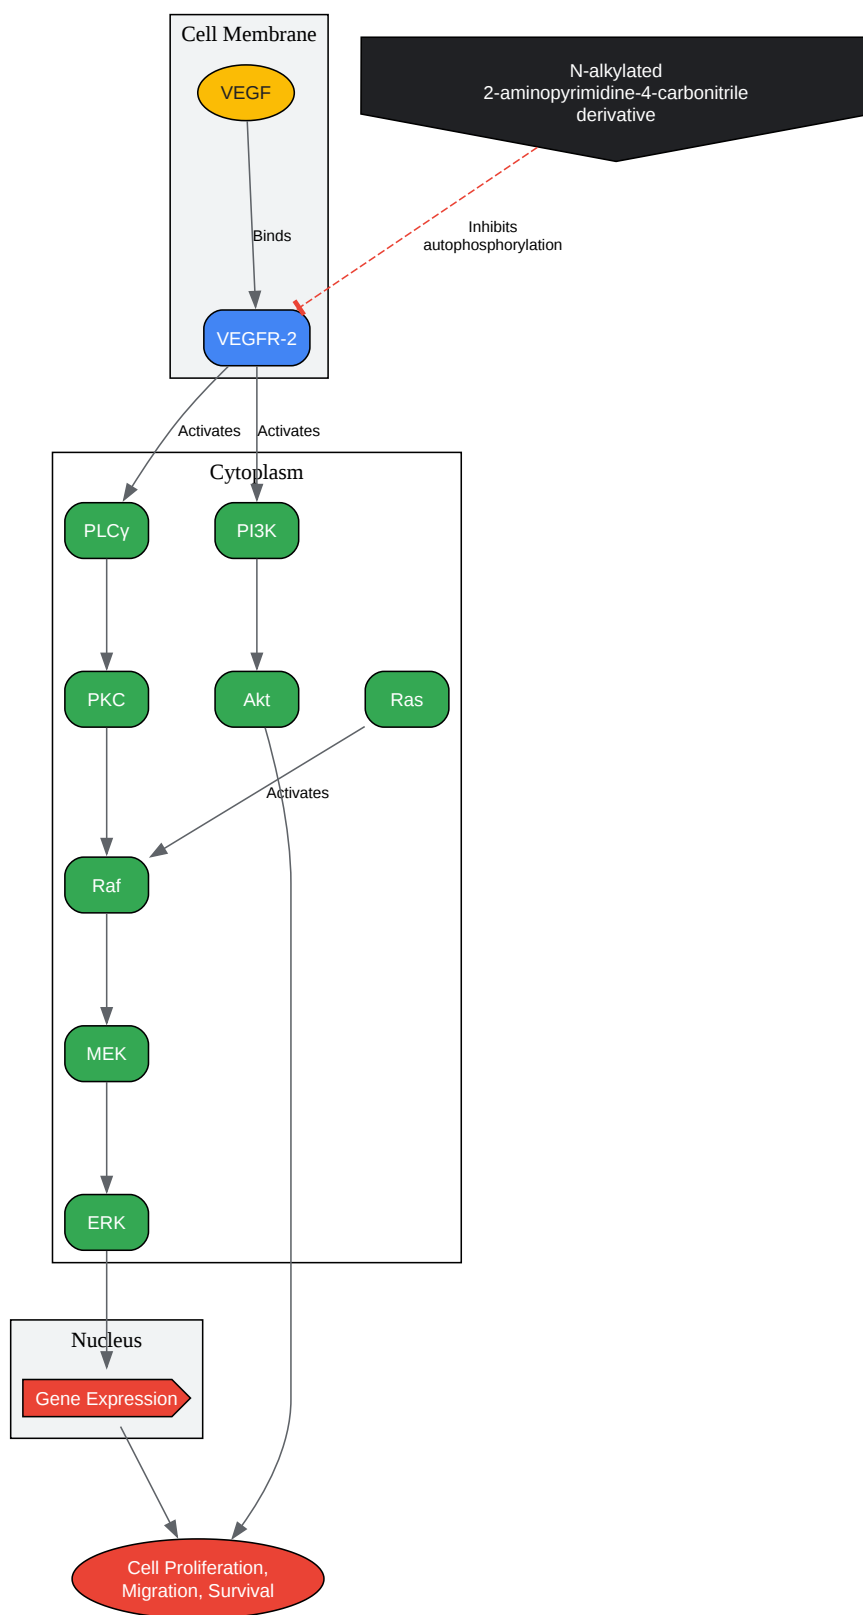 Cell Membrane
VEGF
N-alkylated
2-aminopyrimidine-4-carbonitrile
derivative
Inhibits
autophosphorylation
Binds
VEGFR-2
Activates
Activates
Cytoplasm
PLCγ
PI3K
PKC
Akt
Ras
Activates
Raf
MEK
ERK
Nucleus
Gene Expression
Cell Proliferation,
Migration, Survival